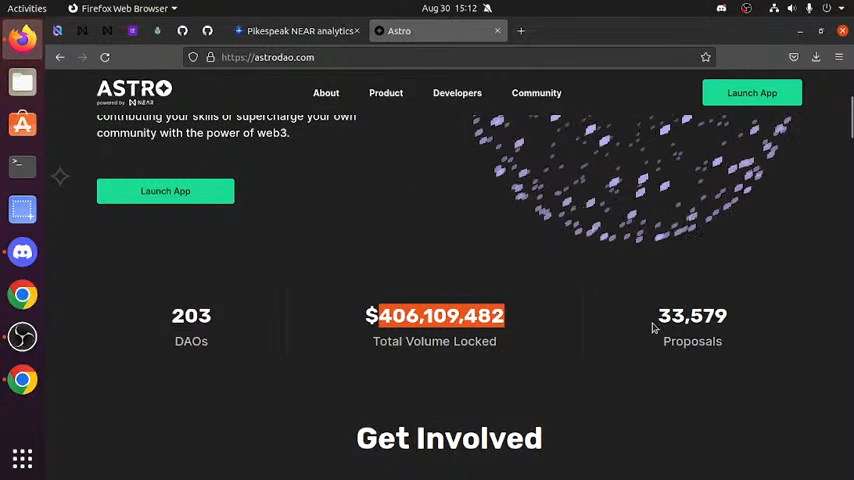 Activities
Firefox Web Browser
Aug 30 15:12
Pikespeak NEAR analytics
Astro
https://astrodao.com
ASTRO
powered by NEAR
About
Product
Developers
Community
Launch App
contributing your skills or supercharge your own
community with the power of web3.
Launch App
203
$406,109,482
33,579
DAOs
Total Volume Locked
Proposals
Get Involved